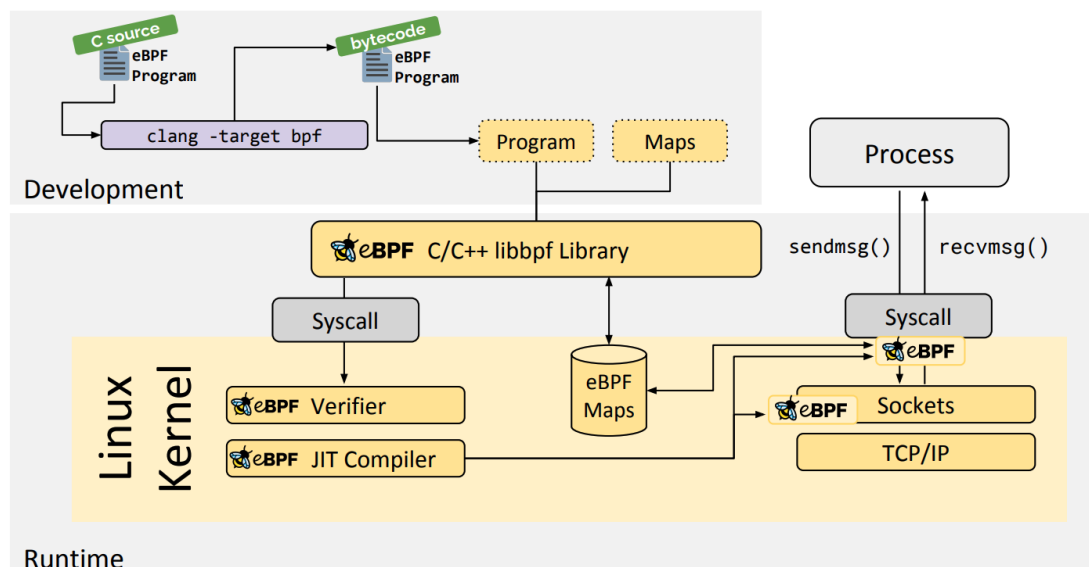 C source
eBPF
Program
bytecode
eBPF
Program
clang -target bpf
Program
Maps
Development
Process
eBPF C/C++ libbpf Library
sendmsg()
recvmsg()
Syscall
Syscall
eBPF
Linux
Kernel
eBPF
Maps
eBPF Verifier
eBPF
Sockets
eBPF JIT Compiler
TCP/IP
Runtime